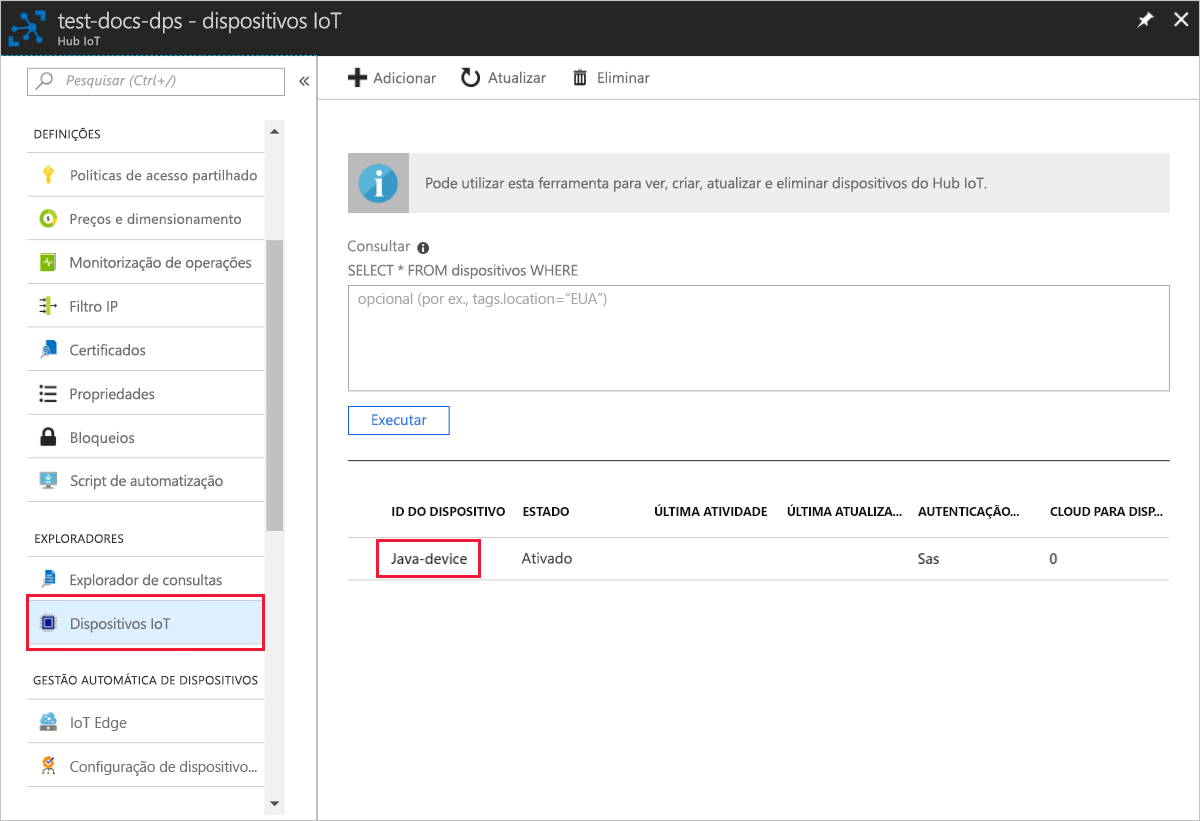 test-docs-dps - dispositivos IoT
Hub IoT
Pesquisar (Ctrl+/)
DEFINIÇÕES
Políticas de acesso partilhado
Preços e dimensionamento
Monitorização de operações
Filtro IP
Certificados
Propriedades
Bloqueios
Script de automatização
EXPLORADORES
Explorador de consultas
Dispositivos IoT
GESTÃO AUTOMÁTICA DE DISPOSITIVOS
IoT Edge
Configuração de dispositivo...
Adicionar Atualizar Eliminar
Pode utilizar esta ferramenta para ver, criar, atualizar e eliminar dispositivos do Hub IoT.
Consultar
SELECT * FROM dispositivos WHERE
opcional (por ex., tags.location=“EUA”)
Executar
ID DO DISPOSITIVO ESTADO ÚLTIMA ATIVIDADE ÚLTIMA ATUALIZA... AUTENTICAÇÃO... CLOUD PARA DISP...
Java-device Ativado Sas 0